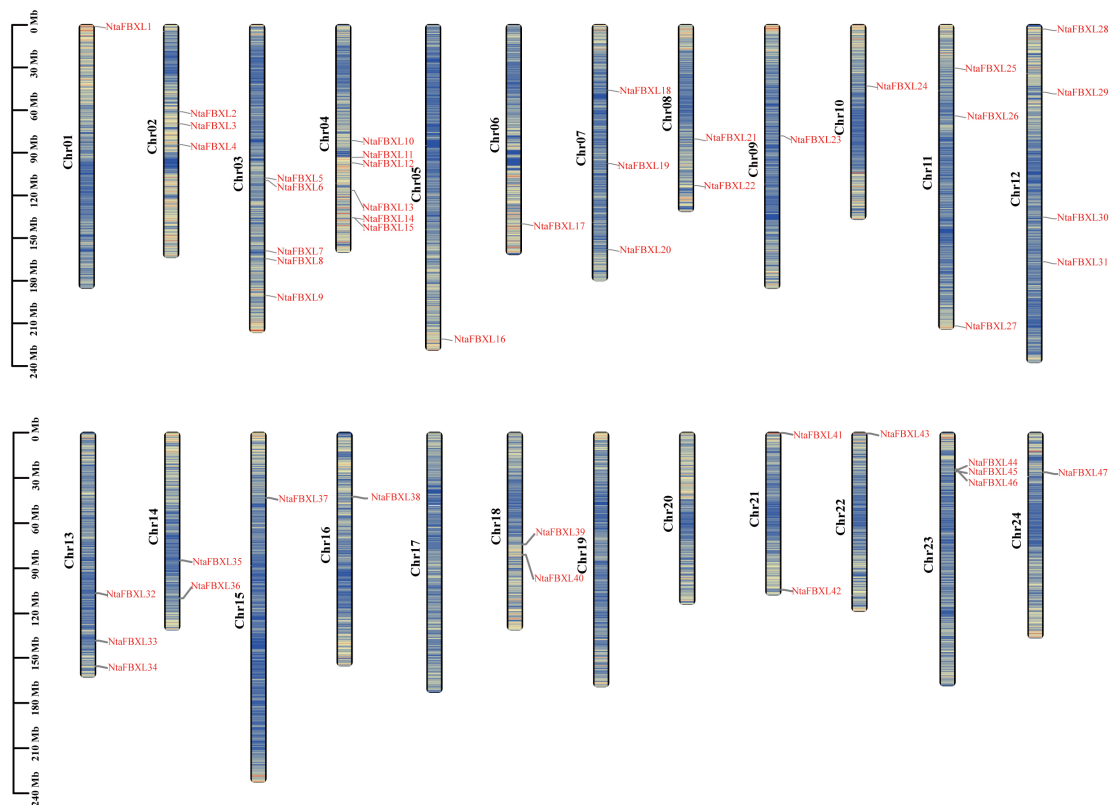 0 Mb
30 Mb
60 Mb
90 Mb
120 Mb
150 Mb
180 Mb
210 Mb
240 Mb
Chr01
NtaFBXL1
Chr02
NtaFBXL2
NtaFBXL3
NtaFBXL4
Chr03
NtaFBXL5
NtaFBXL6
NtaFBXL7
NtaFBXL8
NtaFBXL9
Chr04
NtaFBXL10
NtaFBXL11
NtaFBXL12
NtaFBXL13
NtaFBXL14
NtaFBXL15
Chr05
NtaFBXL16
Chr06
NtaFBXL17
Chr07
NtaFBXL18
NtaFBXL19
NtaFBXL20
Chr08
NtaFBXL21
NtaFBXL22
Chr09
NtaFBXL23
Chr10
NtaFBXL24
Chr11
NtaFBXL25
NtaFBXL26
NtaFBXL27
Chr12
NtaFBXL28
NtaFBXL29
NtaFBXL30
NtaFBXL31
0 Mb
30 Mb
60 Mb
90 Mb
120 Mb
150 Mb
180 Mb
210 Mb
240 Mb
Chr13
NtaFBXL32
NtaFBXL33
NtaFBXL34
Chr14
NtaFBXL35
NtaFBXL36
Chr15
NtaFBXL37
Chr16
NtaFBXL38
Chr17
Chr18
NtaFBXL39
NtaFBXL40
Chr19
Chr20
Chr21
NtaFBXL41
NtaFBXL42
Chr22
NtaFBXL43
Chr23
NtaFBXL44
NtaFBXL45
NtaFBXL46
Chr24
NtaFBXL47